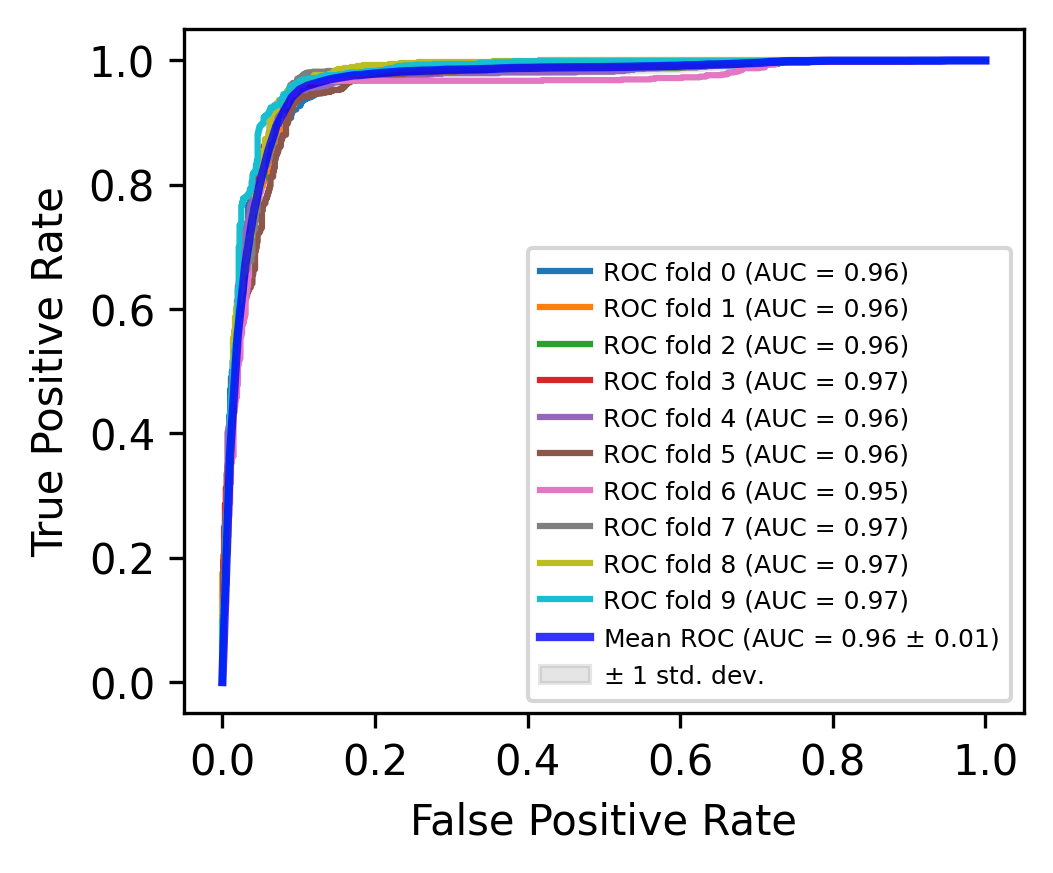 1.0
0.8
0.6
0.4
0.2
0.0
True Positive Rate
ROC fold 0 (AUC = 0.96)
ROC fold 1 (AUC = 0.96)
ROC fold 2 (AUC = 0.96)
ROC fold 3 (AUC = 0.97)
ROC fold 4 (AUC = 0.96)
ROC fold 5 (AUC = 0.96)
ROC fold 6 (AUC = 0.95)
ROC fold 7 (AUC = 0.97)
ROC fold 8 (AUC = 0.97)
ROC fold 9 (AUC = 0.97)
Mean ROC (AUC = 0.96 ± 0.01)
± 1 std. dev.
0.0 0.2 0.4 0.6 0.8 1.0
False Positive Rate